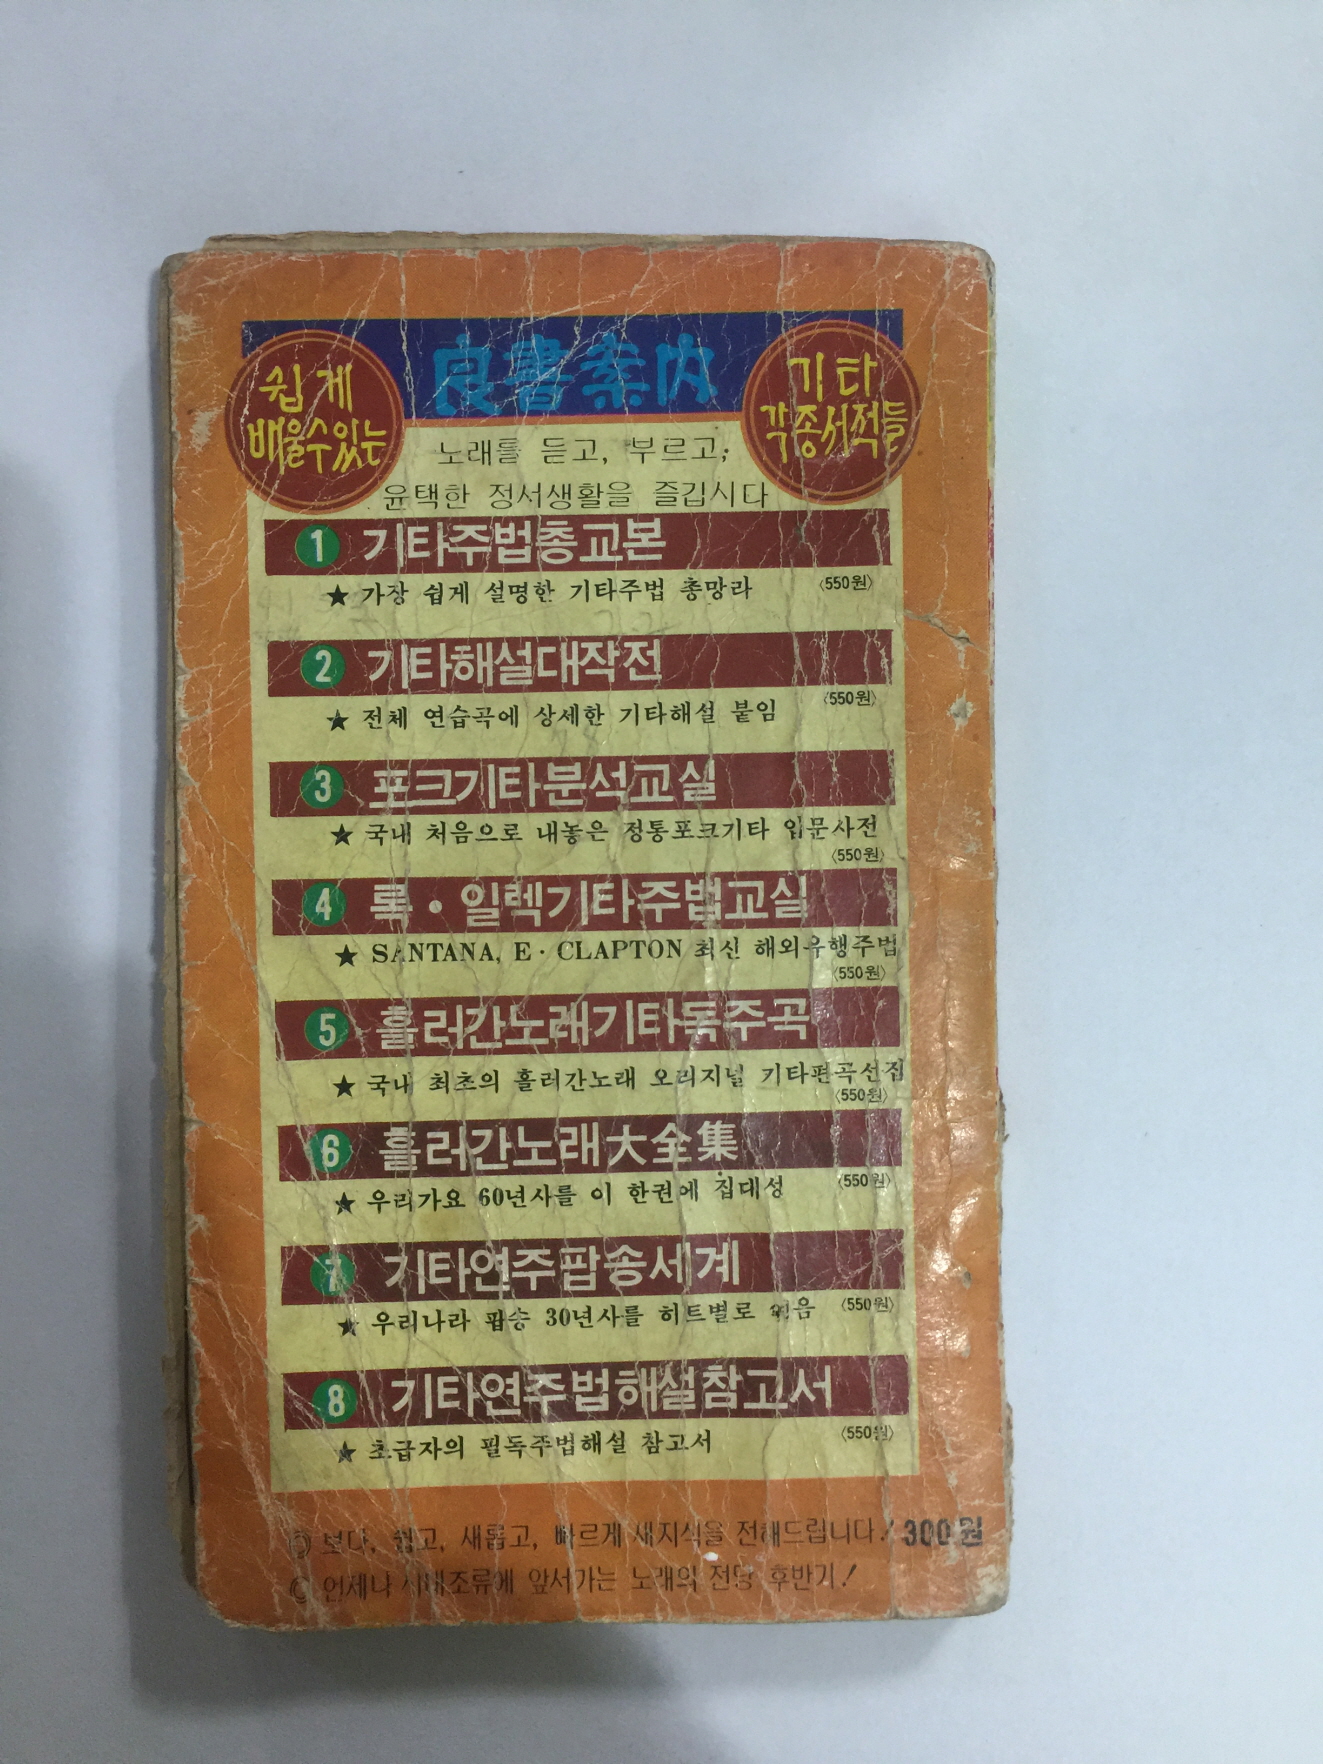 良書案内
쉽게
배울수있는
기타
각종서적들
노래를 듣고, 부르고;
윤택한 정서생활을 즐깁시다
1 기타주법총교본
★ 가장 쉽게 설명한 기타주법 총망라 〈550원〉
2 기타해설대작전
〈550원〉
★ 전체 연습곡에 상세한 기타해설 붙임
3 포크기타분석교실
★ 국내 처음으로 내놓은 정통포크기타 입문사전
〈550원〉
4 록·일렉기타주법교실
★ SANTANA, E·CLAPTON 최신 해외유행주법
〈550원〉
5 흘러간노래기타독주곡
★ 국내 최초의 흘러간노래 오리지널 기타편곡선집
〈550원〉
6 흘러간노래大全集
★ 우리가요 60년사를 이 한권에 집대성 〈550원〉
7 기타연주팝송세계
★ 우리나라 팝송 30년사를 히트별로 엮음 〈550원〉
8 기타연주법해설참고서
★ 초급자의 필독주법해설 참고서 〈550원〉
◎ 보다, 쉽고, 새롭고, 빠르게 새지식을 전해드립니다! 300원
◎ 언제나 시대조류에 앞서가는 노래의 전당 후반기!